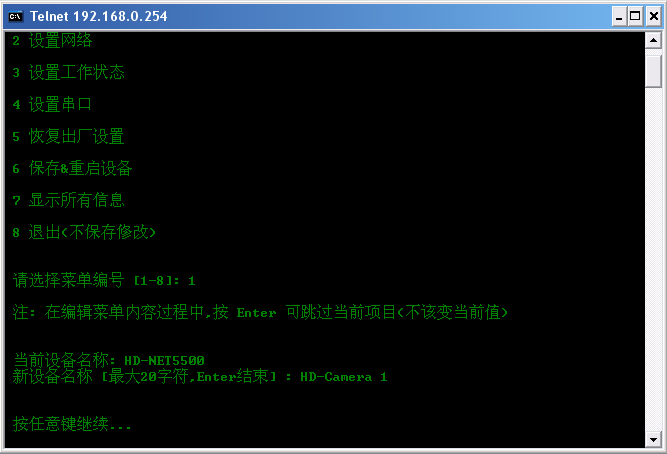 Telnet 192.168.0.254
2 设置网络
3 设置工作状态
4 设置串口
5 恢复出厂设置
6 保存&重启设备
7 显示所有信息
8 退出(不保存修改)
请选择菜单编号 [1-8]: 1
注: 在编辑菜单内容过程中,按 Enter 可跳过当前项目(不该变当前值)
当前设备名称: HD-NET5500
新设备名称 [最大20字符,Enter结束] : HD-Camera 1
按任意键继续...